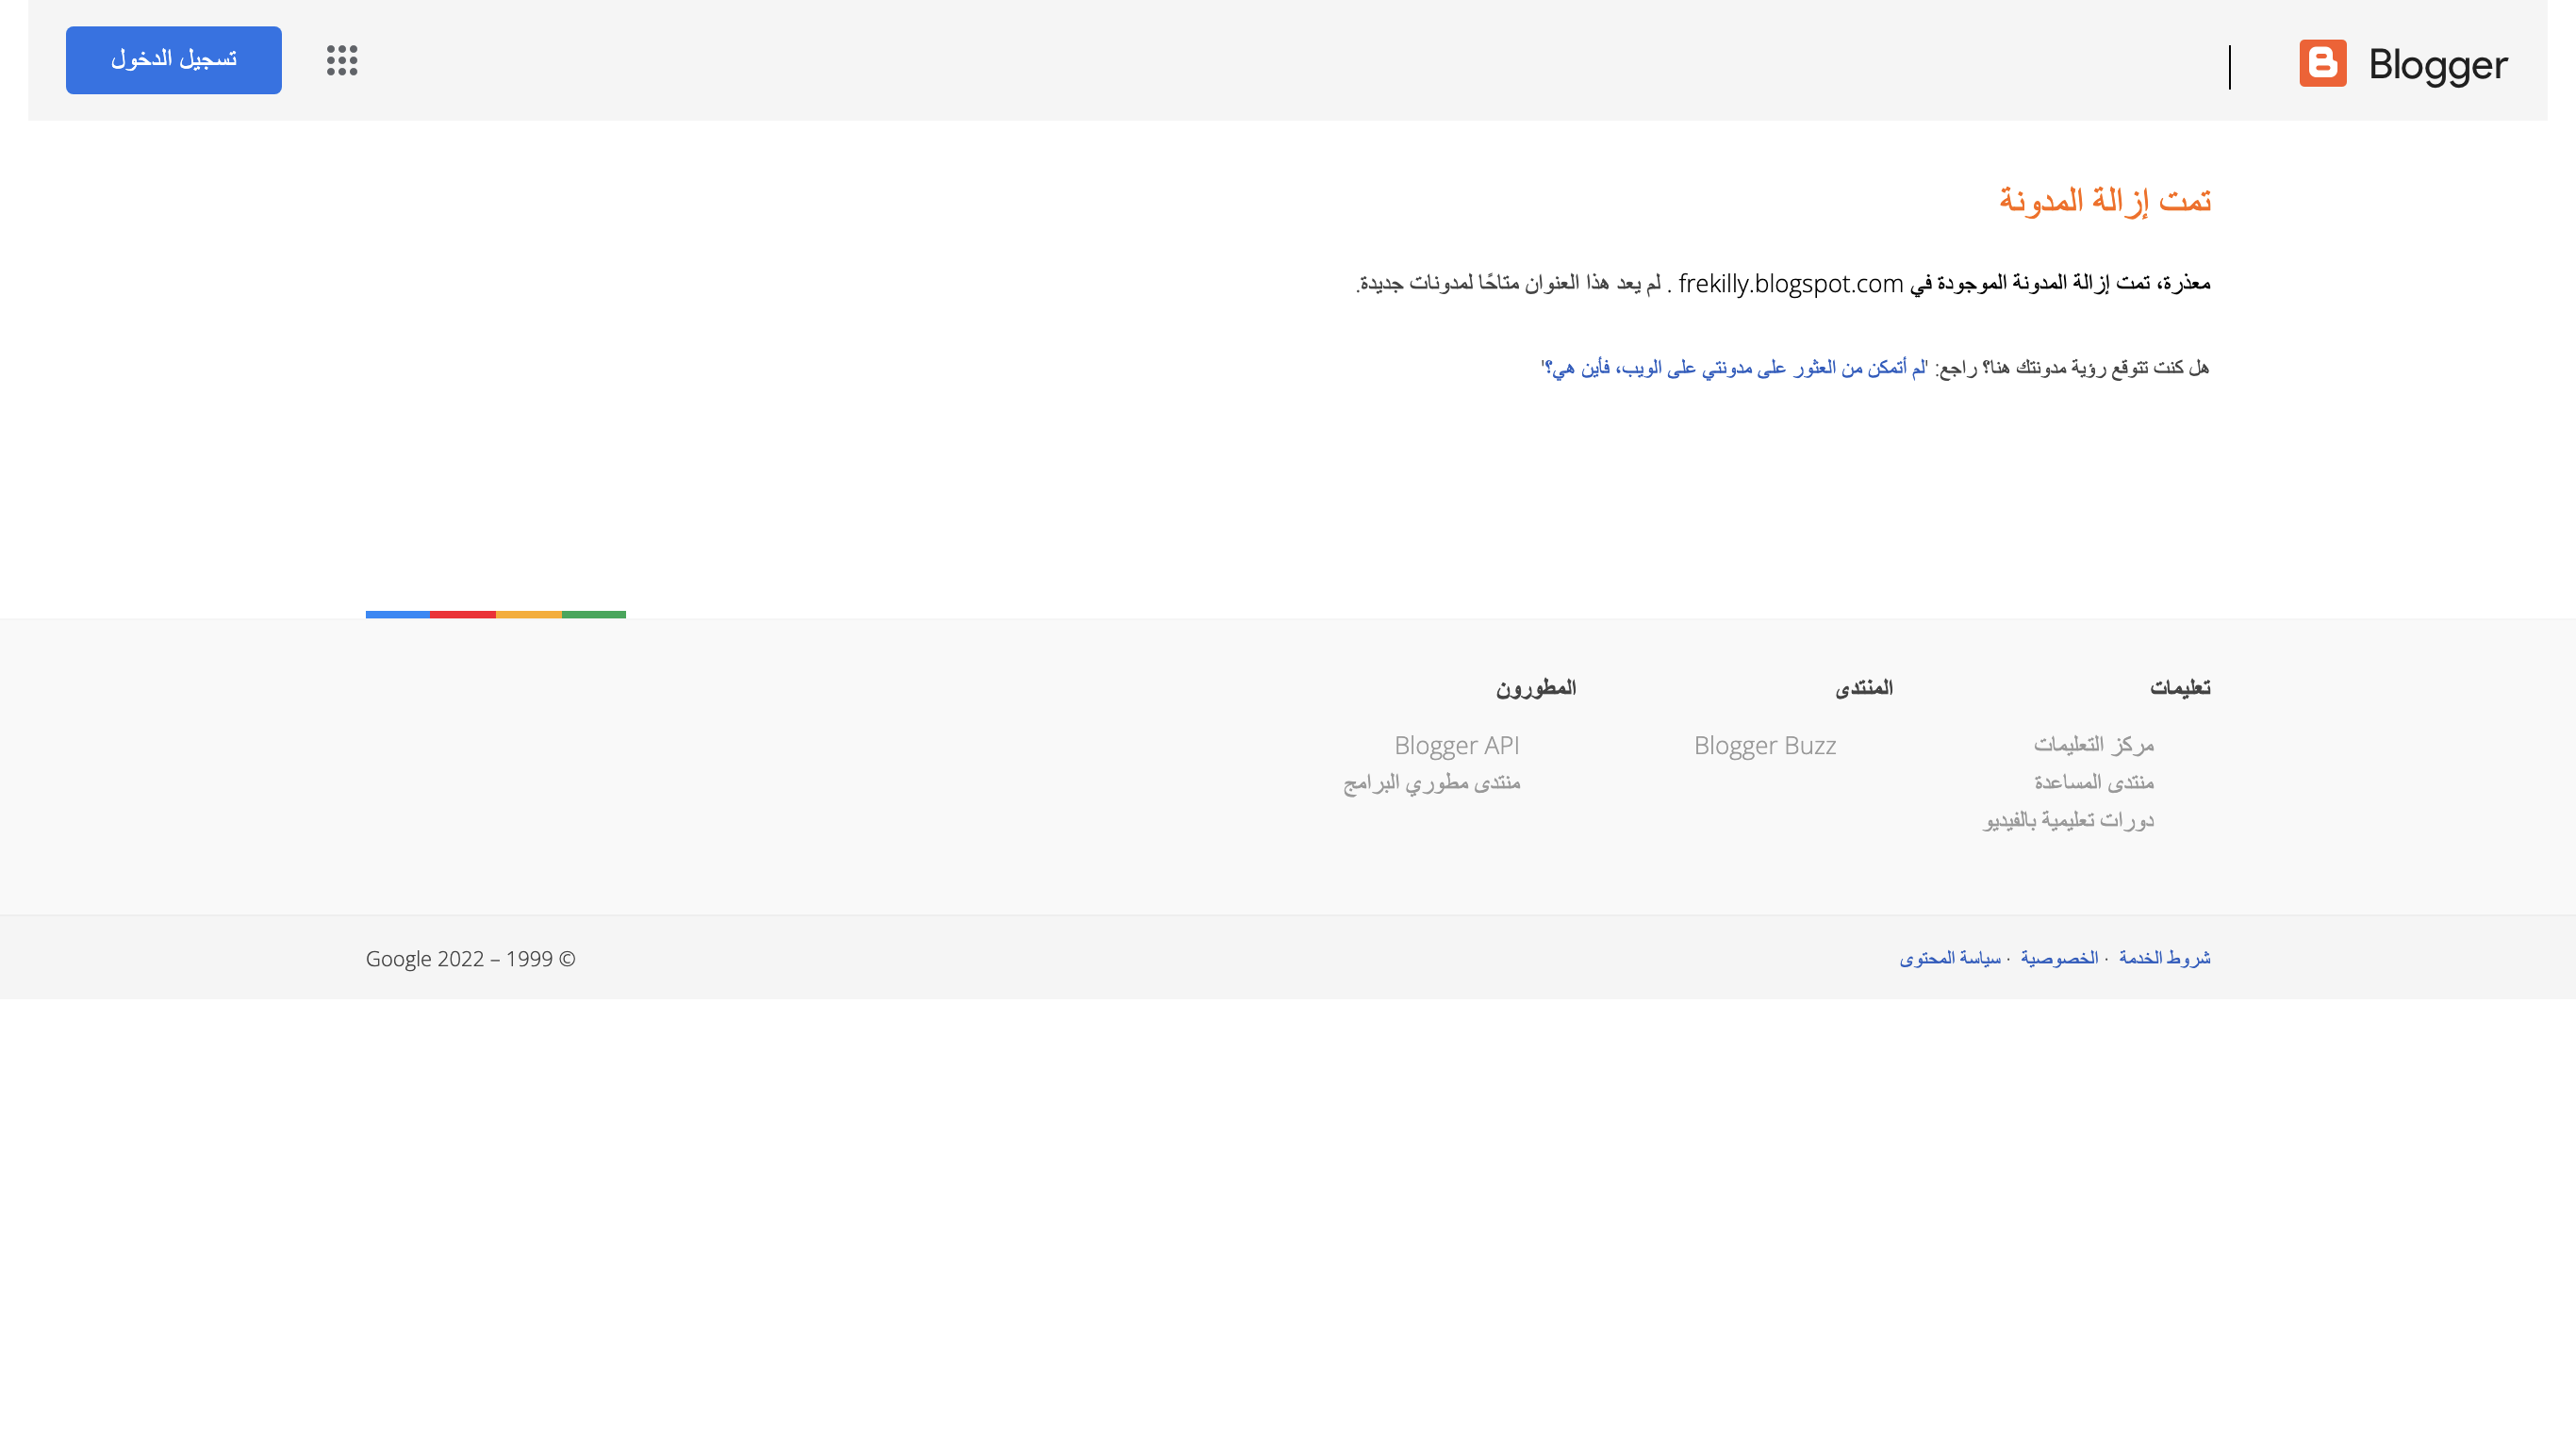 Blogger
تسجيل الدخول
تمت إزالة المدونة
معذرة، تمت إزالة المدونة الموجودة في frekilly.blogspot.com . لم يعد هذا العنوان متاحًا لمدونات جديدة.
هل كنت تتوقع رؤية مدونتك هنا؟ راجع: 'لم أتمكن من العثور على مدونتي على الويب، فأين هي؟'
تعليمات
مركز التعليمات
منتدى المساعدة
دورات تعليمية بالفيديو
المنتدى
Blogger Buzz
المطورون
Blogger API
منتدى مطوري البرامج
شروط الخدمة · الخصوصية · سياسة المحتوى
Google 2022 – 1999 ©